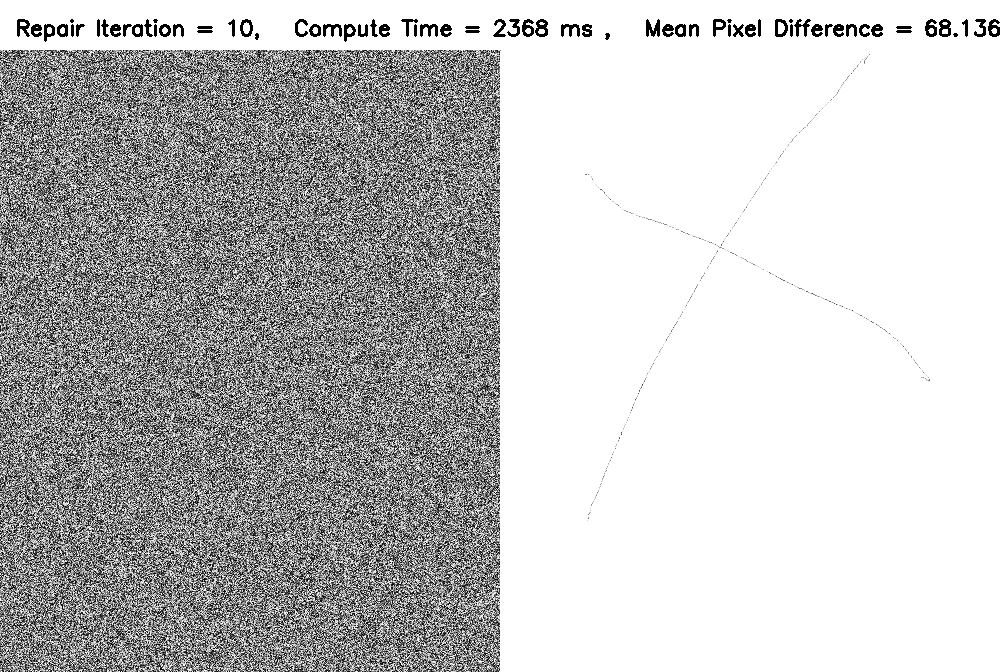 Repair Iteration = 10,   Compute Time = 2368 ms ,   Mean Pixel Difference = 68.136